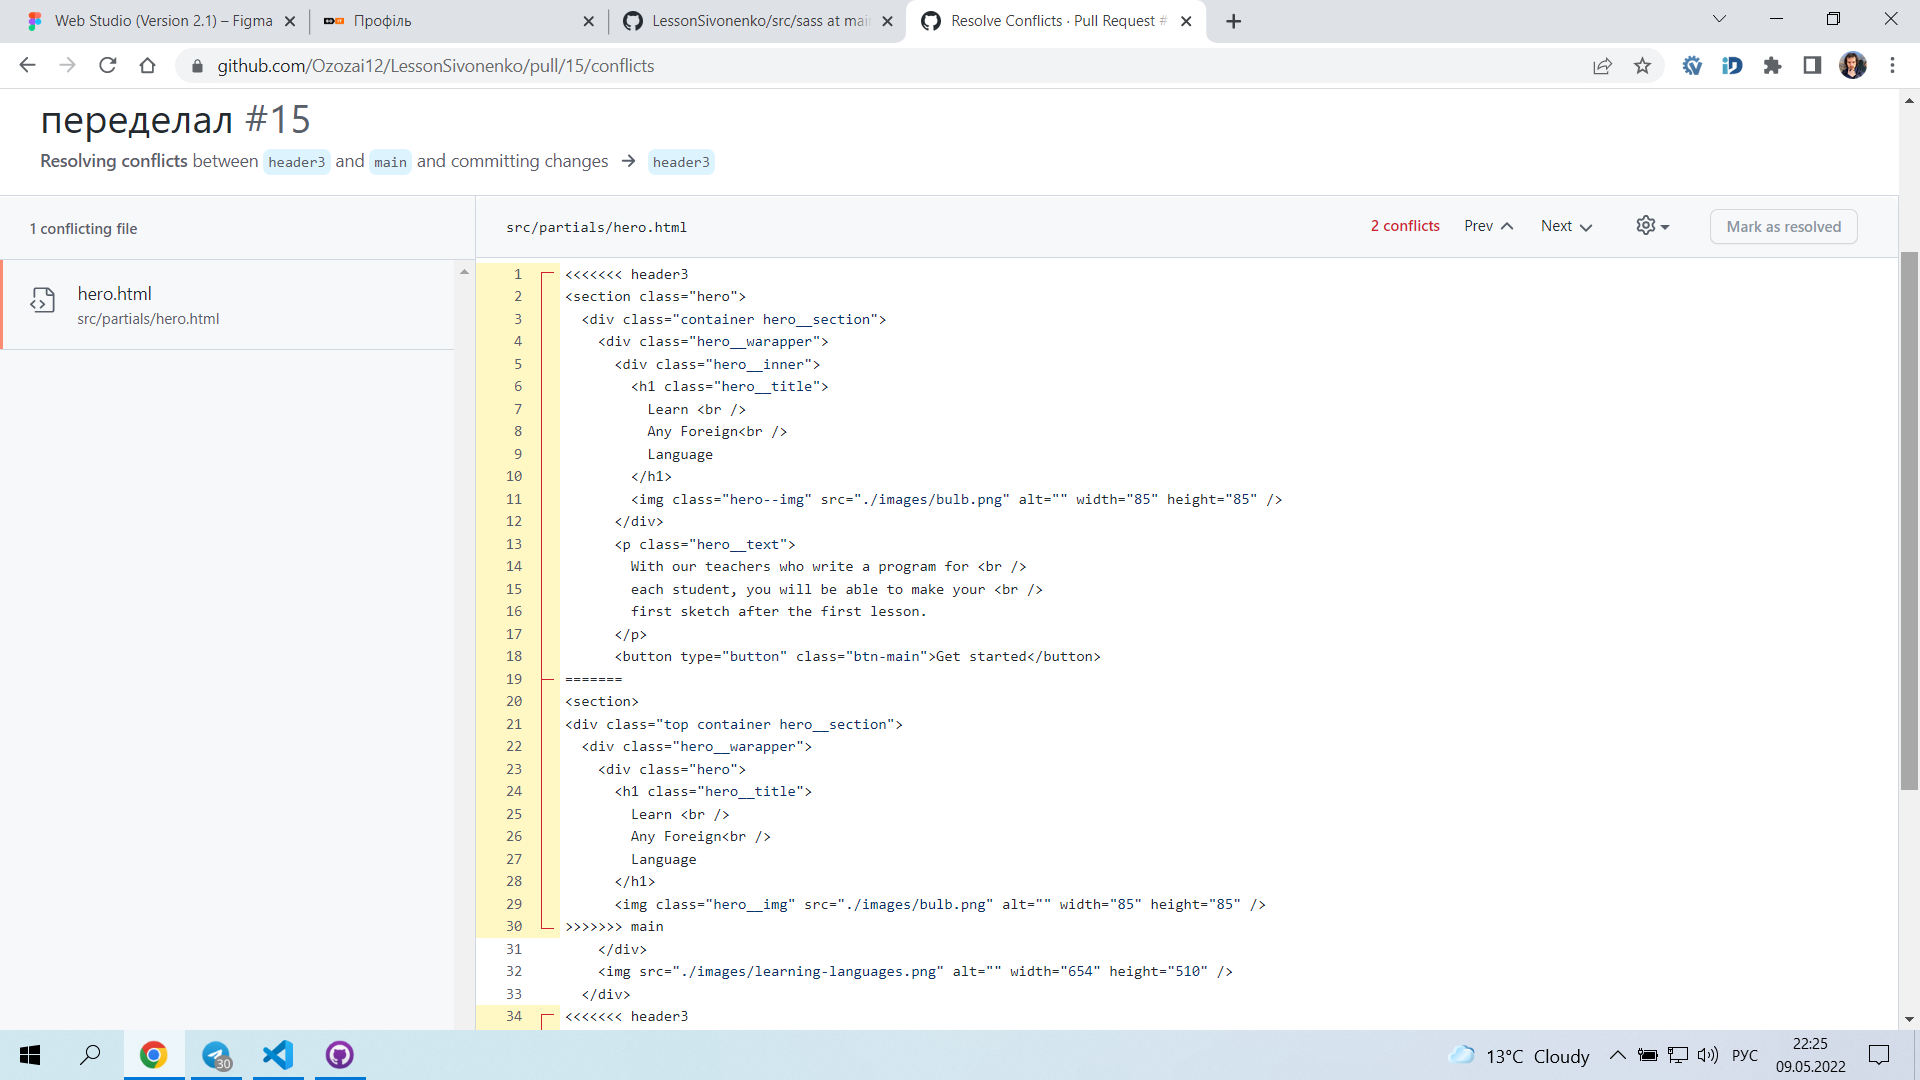 Web Studio (Version 2.1) – Figma
Профіль
LessonSivonenko/src/sass at mai
Resolve Conflicts · Pull Request #
github.com/Ozozai12/LessonSivonenko/pull/15/conflicts
переделал #15
Resolving conflicts between header3 and main and committing changes → header3
1 conflicting file
src/partials/hero.html
2 conflicts
Prev
Next
Mark as resolved
hero.html
src/partials/hero.html
1 <<<<<<< header3
2 <section class="hero">
3 <div class="container hero__section">
4 <div class="hero__warapper">
5 <div class="hero__inner">
6 <h1 class="hero__title">
7 Learn <br />
8 Any Foreign<br />
9 Language
10 </h1>
11 <img class="hero--img" src="./images/bulb.png" alt="" width="85" height="85" />
12 </div>
13 <p class="hero__text">
14 With our teachers who write a program for <br />
15 each student, you will be able to make your <br />
16 first sketch after the first lesson.
17 </p>
18 <button type="button" class="btn-main">Get started</button>
19 =======
20 <section>
21 <div class="top container hero__section">
22 <div class="hero__warapper">
23 <div class="hero">
24 <h1 class="hero__title">
25 Learn <br />
26 Any Foreign<br />
27 Language
28 </h1>
29 <img class="hero__img" src="./images/bulb.png" alt="" width="85" height="85" />
30 >>>>>>> main
31 </div>
32 <img src="./images/learning-languages.png" alt="" width="654" height="510" />
33 </div>
34 <<<<<<< header3
30
13°C Cloudy
РУС
22:25
09.05.2022